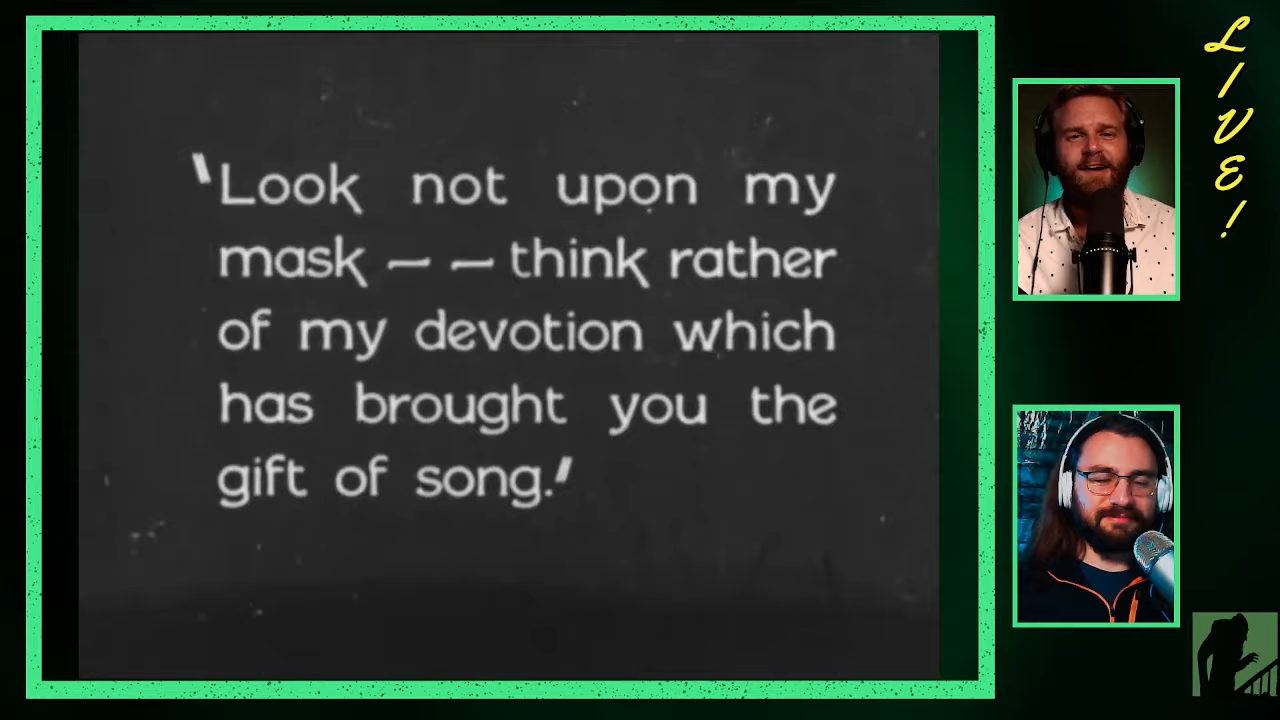 'Look not upon my
mask — — think rather
of my devotion which
has brought you the
gift of song.'
LIVE!